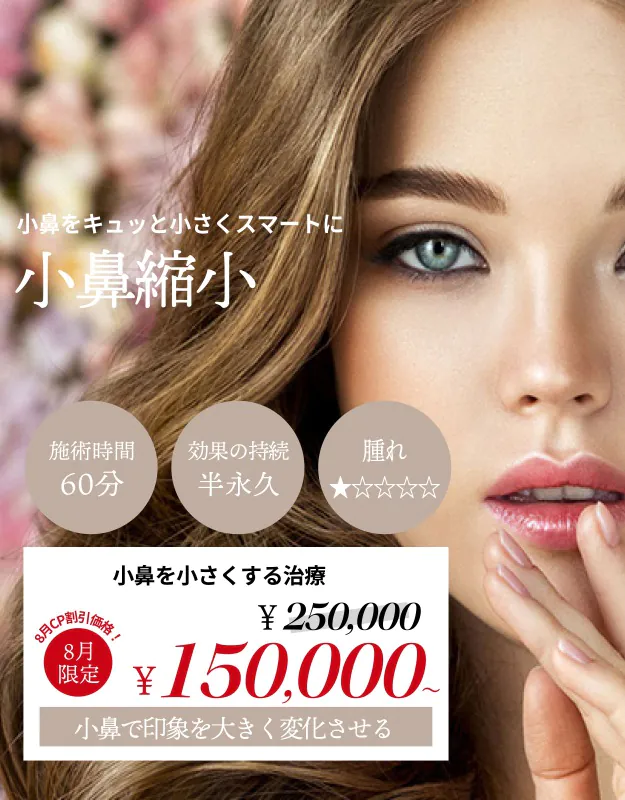 小鼻をキュッと小さくスマートに
小鼻縮小
施術時間
60分
効果の持続
半永久
腫れ
★☆☆☆☆
小鼻を小さくする治療
¥250,000
8月CP割引価格！
8月
限定
¥150,000~
小鼻で印象を大きく変化させる